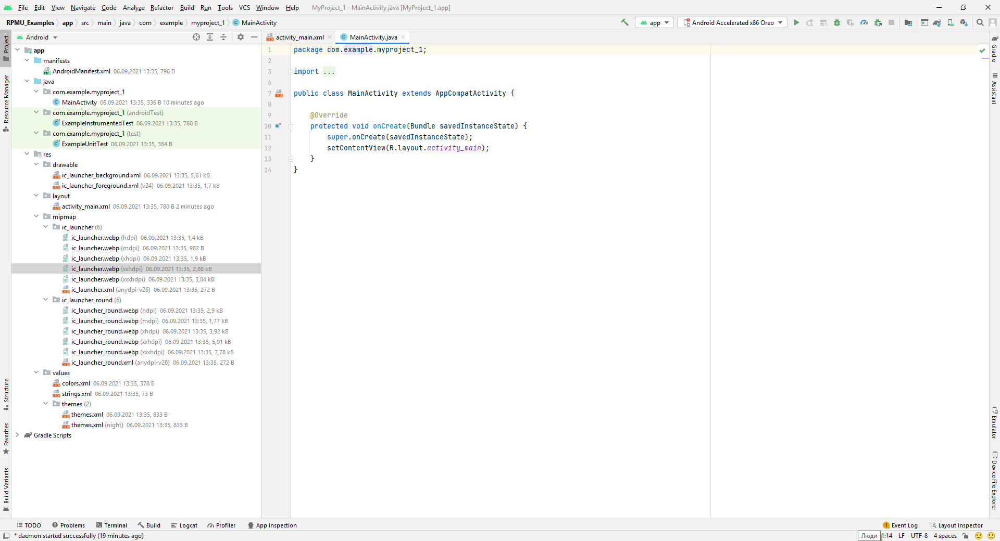 File Edit View Navigate Code Analyze Refactor Build Run Tools VCS Window Help MyProject_1 - MainActivity.java [MyProject_1.app]
RPMU_Examples app src main java com example myproject_1 MainActivity app Android Accelerated x86 Oreo
Android activity_main.xml MainActivity.java
Project
Resource Manager
Structure
Favorites
Build Variants
app
manifests
AndroidManifest.xml 06.09.2021 13:35, 796 B
java
com.example.myproject_1
MainActivity 06.09.2021 13:35, 336 B 10 minutes ago
com.example.myproject_1 (androidTest)
ExampleInstrumentedTest 06.09.2021 13:35, 760 B
com.example.myproject_1 (test)
ExampleUnitTest 06.09.2021 13:35, 384 B
res
drawable
ic_launcher_background.xml 06.09.2021 13:35, 5,61 kB
ic_launcher_foreground.xml (v24) 06.09.2021 13:35, 1,7 kB
layout
activity_main.xml 06.09.2021 13:35, 780 B 2 minutes ago
mipmap
ic_launcher (6)
ic_launcher.webp (hdpi) 06.09.2021 13:35, 1,4 kB
ic_launcher.webp (mdpi) 06.09.2021 13:35, 982 B
ic_launcher.webp (xhdpi) 06.09.2021 13:35, 1,9 kB
ic_launcher.webp (xxhdpi) 06.09.2021 13:35, 2,88 kB
ic_launcher.webp (xxxhdpi) 06.09.2021 13:35, 3,84 kB
ic_launcher.xml (anydpi-v26) 06.09.2021 13:35, 272 B
ic_launcher_round (6)
ic_launcher_round.webp (hdpi) 06.09.2021 13:35, 2,9 kB
ic_launcher_round.webp (mdpi) 06.09.2021 13:35, 1,77 kB
ic_launcher_round.webp (xhdpi) 06.09.2021 13:35, 3,92 kB
ic_launcher_round.webp (xxhdpi) 06.09.2021 13:35, 5,91 kB
ic_launcher_round.webp (xxxhdpi) 06.09.2021 13:35, 7,78 kB
ic_launcher_round.xml (anydpi-v26) 06.09.2021 13:35, 272 B
values
colors.xml 06.09.2021 13:35, 378 B
strings.xml 06.09.2021 13:35, 73 B
themes (2)
themes.xml 06.09.2021 13:35, 833 B
themes.xml (night) 06.09.2021 13:35, 833 B
Gradle Scripts
1 package com.example.myproject_1;
2
3 import ...
6
7 public class MainActivity extends AppCompatActivity {
8
9 @Override
10 protected void onCreate(Bundle savedInstanceState) {
11 super.onCreate(savedInstanceState);
12 setContentView(R.layout.activity_main);
13 }
14 }
Gradle
Assistant
Emulator
Device File Explorer
TODO Problems Terminal Build Logcat Profiler App Inspection 1 Event Log Layout Inspector
* daemon started successfully (19 minutes ago) Люди 1:14 LF UTF-8 4 spaces